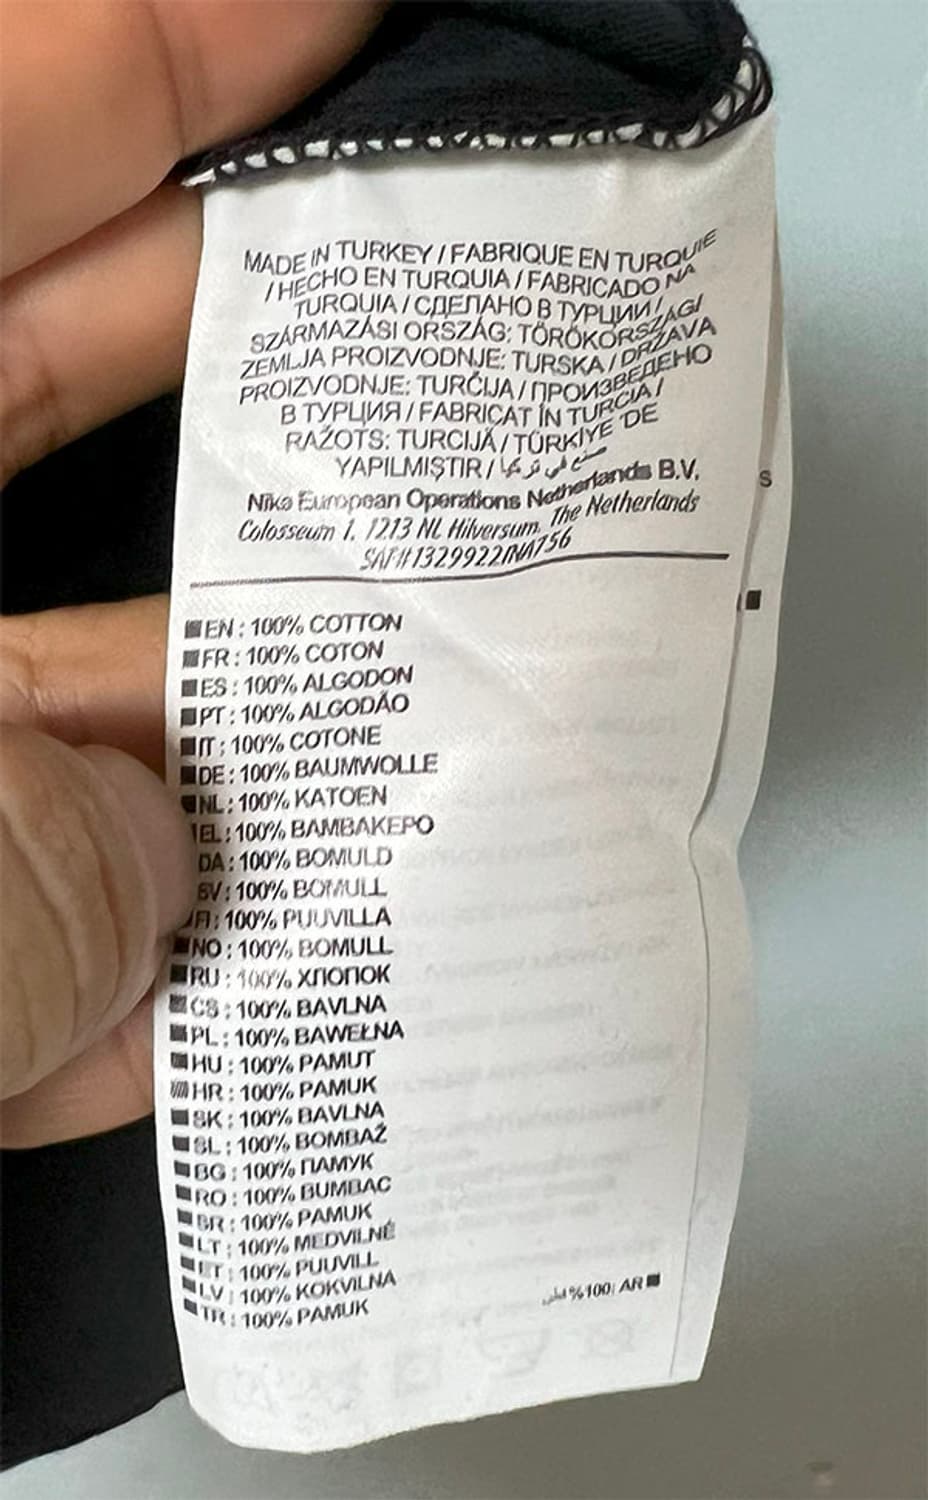 MADE IN TURKEY / FABRIQUE EN TURQUIE
/ HECHO EN TURQUIA / FABRICADO NA
TURQUIA / СДЕЛАНО В ТУРЦИИ /
SZÁRMAZÁSI ORSZÁG: TÖRÖKORSZÁG/
ZEMLJA PROIZVODNJE: TURSKA / DRŽAVA
PROIZVODNJE: TURČIJA / ПРОИЗВЕДЕНО
В ТУРЦИЯ / FABRICAT ÎN TURCIA /
RAŽOTS: TURCIJĀ / TÜRKİYE 'DE
YAPILMIŞTIR / صنع في تركيا
Nike European Operations Netherlands B.V.
Colosseum 1, 1213 NL Hilversum, The Netherlands
S
EN : 100% COTTON
FR : 100% COTON
ES : 100% ALGODON
PT : 100% ALGODÃO
IT : 100% COTONE
DE : 100% BAUMWOLLE
NL : 100% KATOEN
EL : 100% BAMBAKEPO
DA : 100% BOMULD
SV : 100% BOMULL
FI : 100% PUUVILLA
NO : 100% BOMULL
RU : 100% ХЛОПОК
CS : 100% BAVLNA
PL : 100% BAWEŁNA
HU : 100% PAMUT
HR : 100% PAMUK
SK : 100% BAVLNA
SL : 100% BOMBAŽ
BG : 100% ПАМУК
RO : 100% BUMBAC
SR : 100% PAMUK
LT : 100% MEDVILNÉ
ET : 100% PUUVILL
LV : 100% KOKVILNA
TR : 100% PAMUK
%100: AR